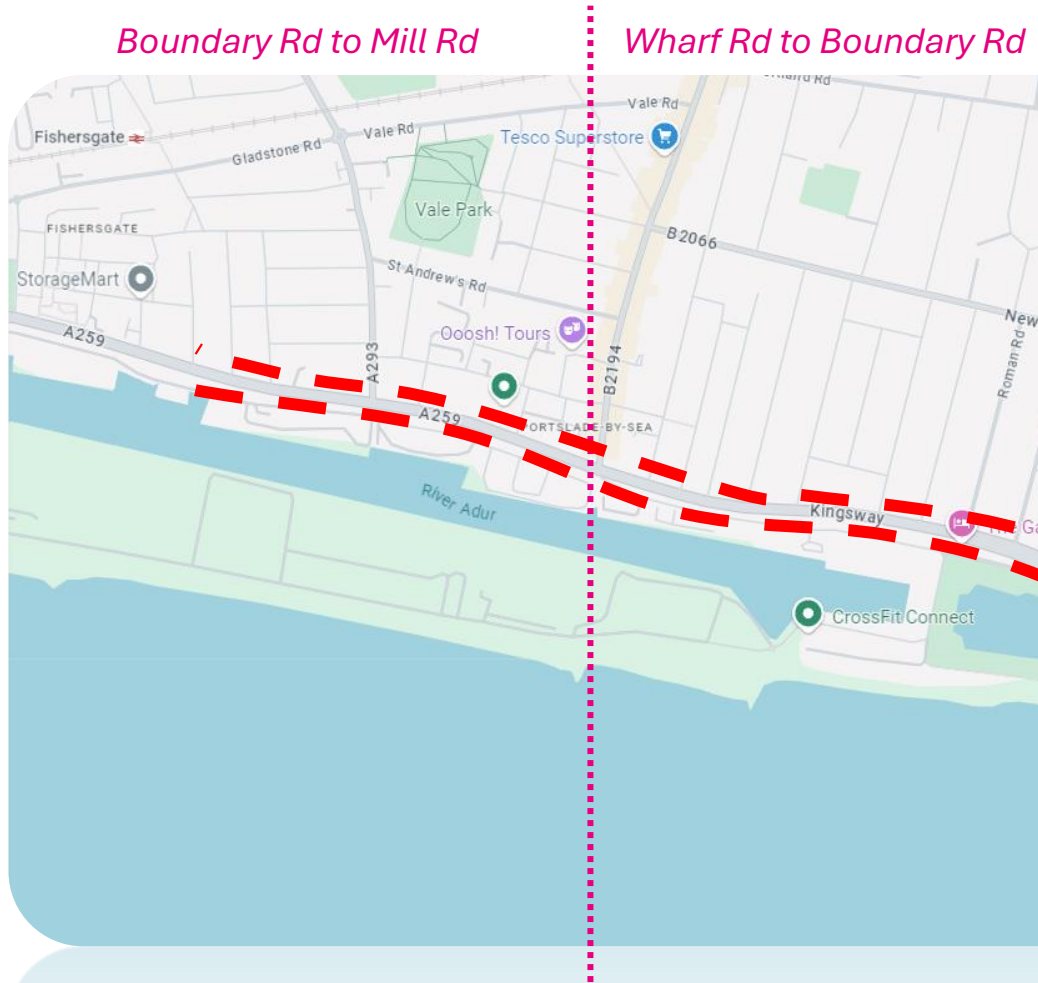 Boundary Rd to Mill Rd
Wharf Rd to Boundary Rd
Vale Rd
Fishersgate
Vale Rd
Tesco Superstore
Gladstone Rd
Vale Park
FISHERSGATE
B2066
StorageMart
St Andrew's Rd
New
A259
Ooosh! Tours
Roman Rd
A293
B2194
A259
PORTSLADE-BY-SEA
River Adur
Kingsway
CrossFit Connect